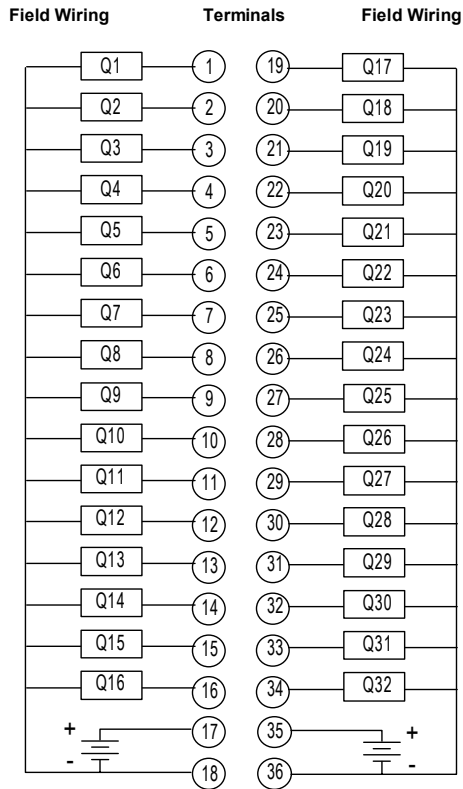 Field Wiring Terminals Field Wiring
Q1 1 19 Q17
Q2 2 20 Q18
Q3 3 21 Q19
Q4 4 22 Q20
Q5 5 23 Q21
Q6 6 24 Q22
Q7 7 25 Q23
Q8 8 26 Q24
Q9 9 27 Q25
Q10 10 28 Q26
Q11 11 29 Q27
Q12 12 30 Q28
Q13 13 31 Q29
Q14 14 32 Q30
Q15 15 33 Q31
Q16 16 34 Q32
+ 17 35 +
- 18 36 -